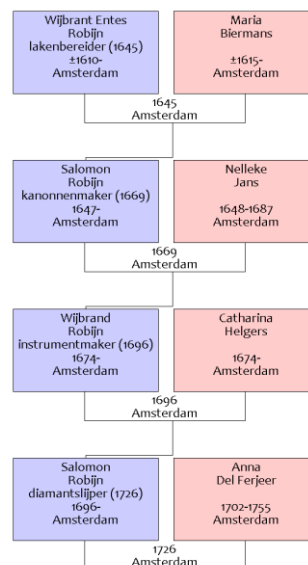 Wijbrant Entes
Robijn
lakenbereider (1645)
±1610-
Amsterdam
Maria
Biermans
±1615-
Amsterdam
1645
Amsterdam
Salomon
Robijn
kanonnenmaker (1669)
1647-
Amsterdam
Nelleke
Jans
1648-1687
Amsterdam
1669
Amsterdam
Wijbrand
Robijn
instrumentmaker (1696)
1674-
Amsterdam
Catharina
Helgers
1674-
Amsterdam
1696
Amsterdam
Salomon
Robijn
diamantslijper (1726)
1696-
Amsterdam
Anna
Del Ferjeer
1702-1755
Amsterdam
1726
Amsterdam